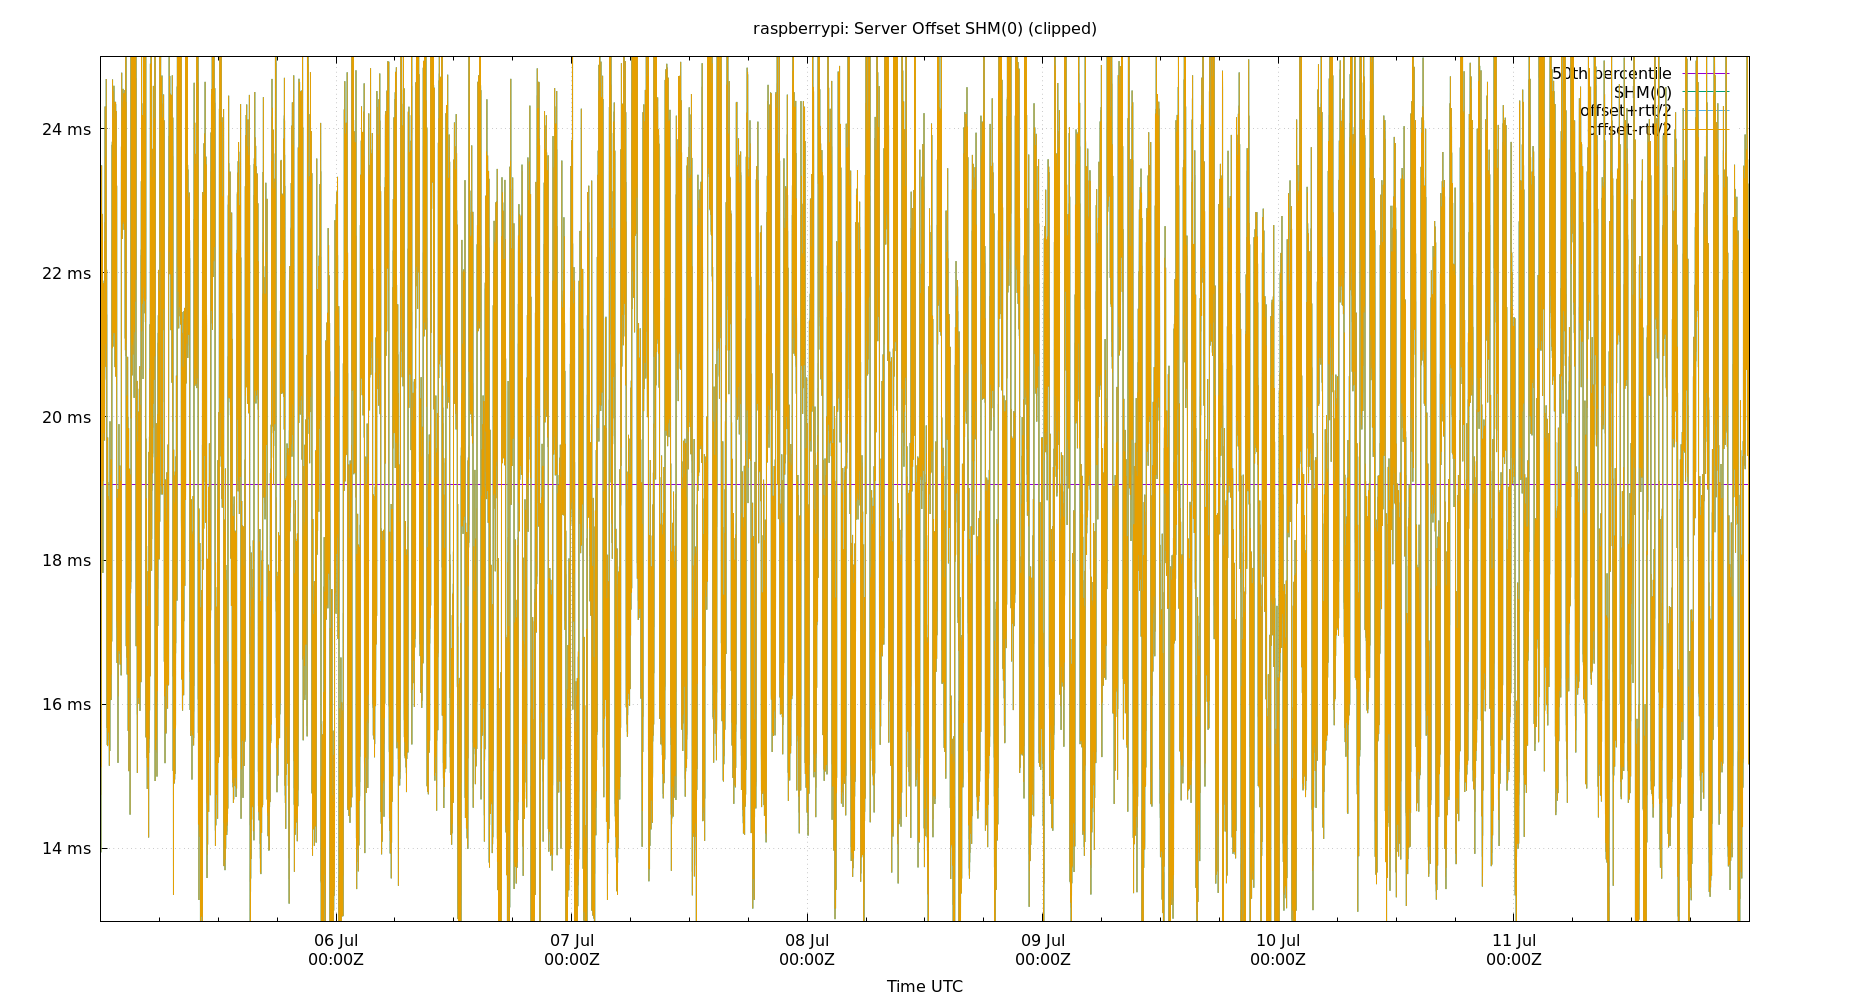 raspberrypi: Server Offset SHM(0) (clipped)
50th percentile
SHM(0)
offset+rtt/2
offset-rtt/2
24 ms
22 ms
20 ms
18 ms
16 ms
14 ms
06 Jul 07 Jul 08 Jul 09 Jul 10 Jul 11 Jul
00:00Z 00:00Z 00:00Z 00:00Z 00:00Z 00:00Z
Time UTC